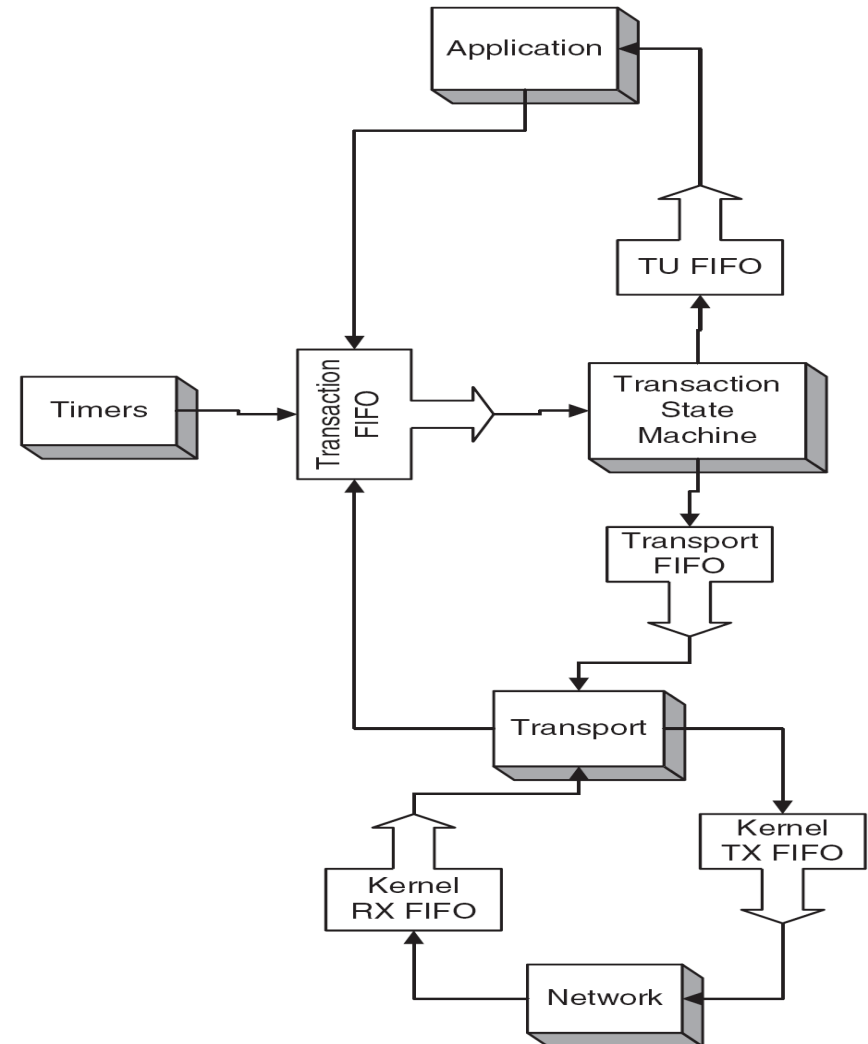 Application
TU FIFO
Transaction
FIFO
Timers
Transaction
State
Machine
Transport
FIFO
Transport
Kernel
TX FIFO
Kernel
RX FIFO
Network